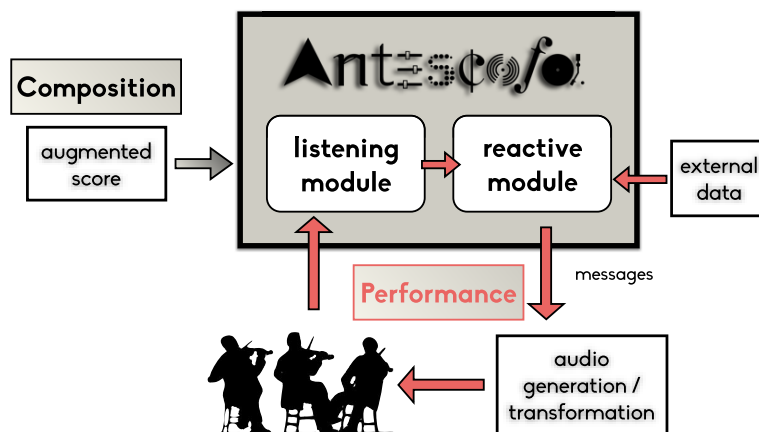 Antescofo
Composition
augmented
score
listening
module
reactive
module
external
data
Performance
messages
audio
generation /
transformation